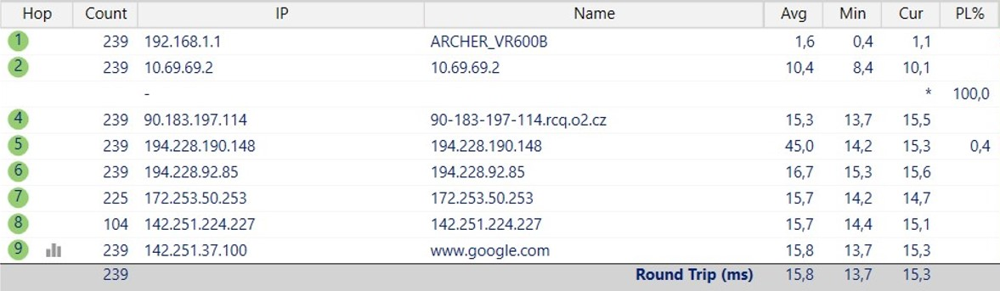 Hop Count IP Name Avg Min Cur PL%
1 239 192.168.1.1 ARCHER_VR600B 1,6 0,4 1,1
2 239 10.69.69.2 10.69.69.2 10,4 8,4 10,1
- * 100,0
4 239 90.183.197.114 90-183-197-114.rcq.o2.cz 15,3 13,7 15,5
5 239 194.228.190.148 194.228.190.148 45,0 14,2 15,3 0,4
6 239 194.228.92.85 194.228.92.85 16,7 15,3 15,6
7 225 172.253.50.253 172.253.50.253 15,7 14,2 14,7
8 104 142.251.224.227 142.251.224.227 15,7 14,4 15,1
9 239 142.251.37.100 www.google.com 15,8 13,7 15,3
239 Round Trip (ms) 15,8 13,7 15,3